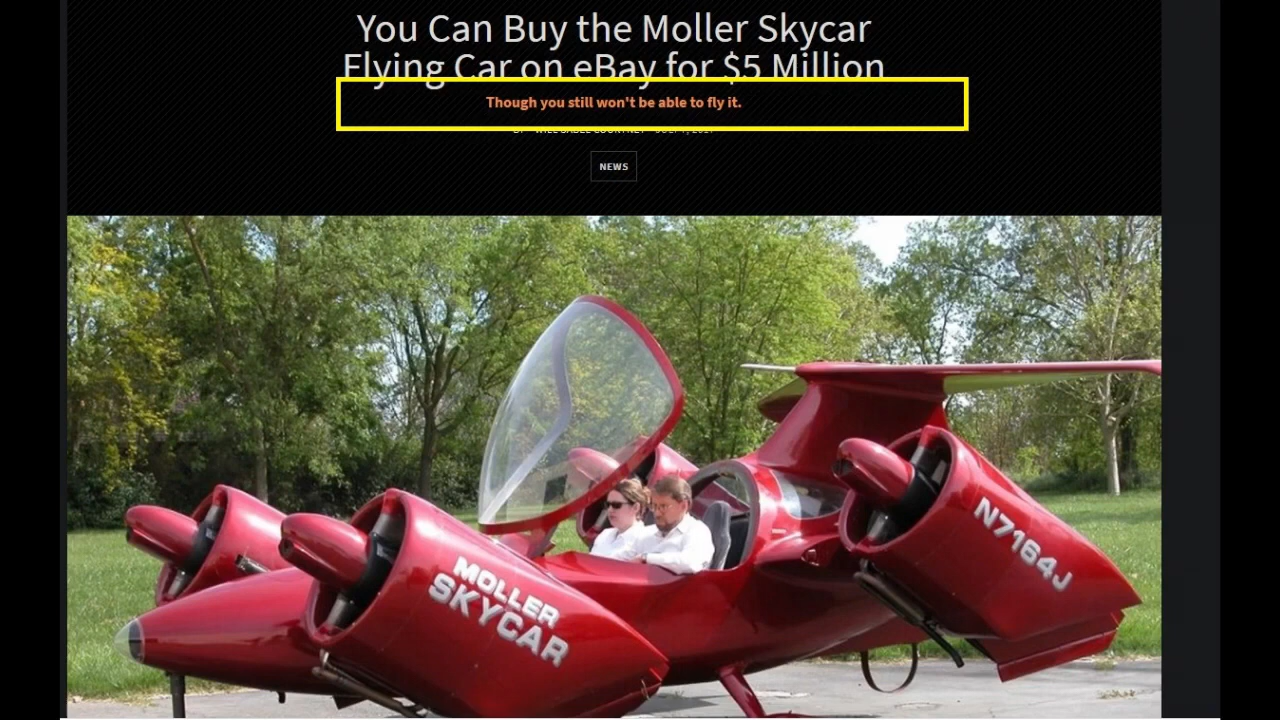 You Can Buy the Moller Skycar
Flying Car on eBay for $5 Million
Though you still won't be able to fly it.
NEWS
MOLLER
SKYCAR
N7164J